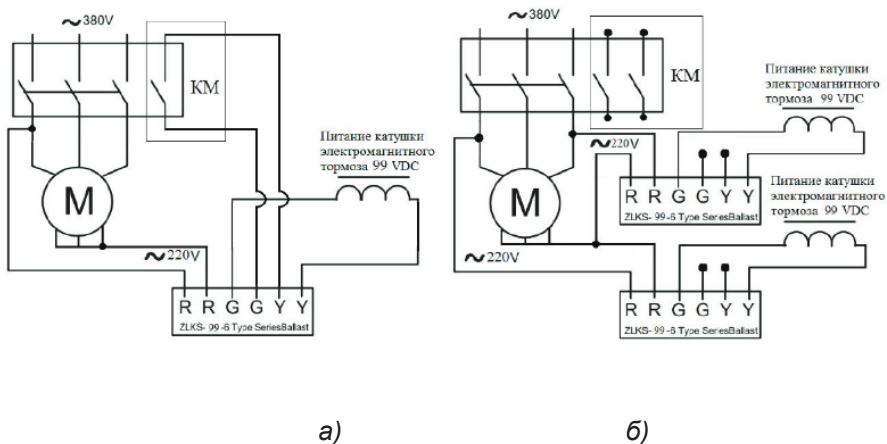 ~380V
КМ
Питание катушки
электромагнитного
тормоза 99 VDC
М
~220V
R R G G Y Y
ZLKS- 99 -6 Type SeriesBallast
а)
~380V
КМ
Питание катушки
электромагнитного
тормоза 99 VDC
~220V
R R G G Y Y
ZLKS- 99 -6 Type SeriesBallast
М
Питание катушки
электромагнитного
тормоза 99 VDC
~220V
R R G G Y Y
ZLKS- 99 -6 Type SeriesBallast
б)